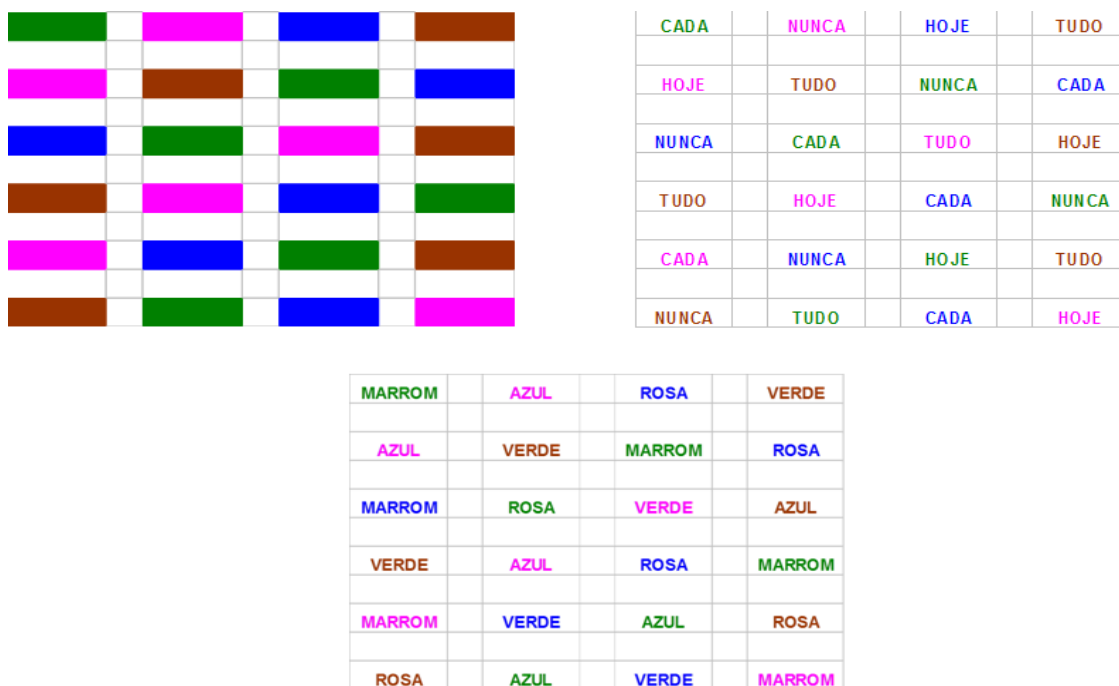 CADA NUNCA HOJE TUDO
HOJE TUDO NUNCA CADA
NUNCA CADA TUDO HOJE
TUDO HOJE CADA NUNCA
CADA NUNCA HOJE TUDO
NUNCA TUDO CADA HOJE
MARROM AZUL ROSA VERDE
AZUL VERDE MARROM ROSA
MARROM ROSA VERDE AZUL
VERDE AZUL ROSA MARROM
MARROM VERDE AZUL ROSA
ROSA AZUL VERDE MARROM